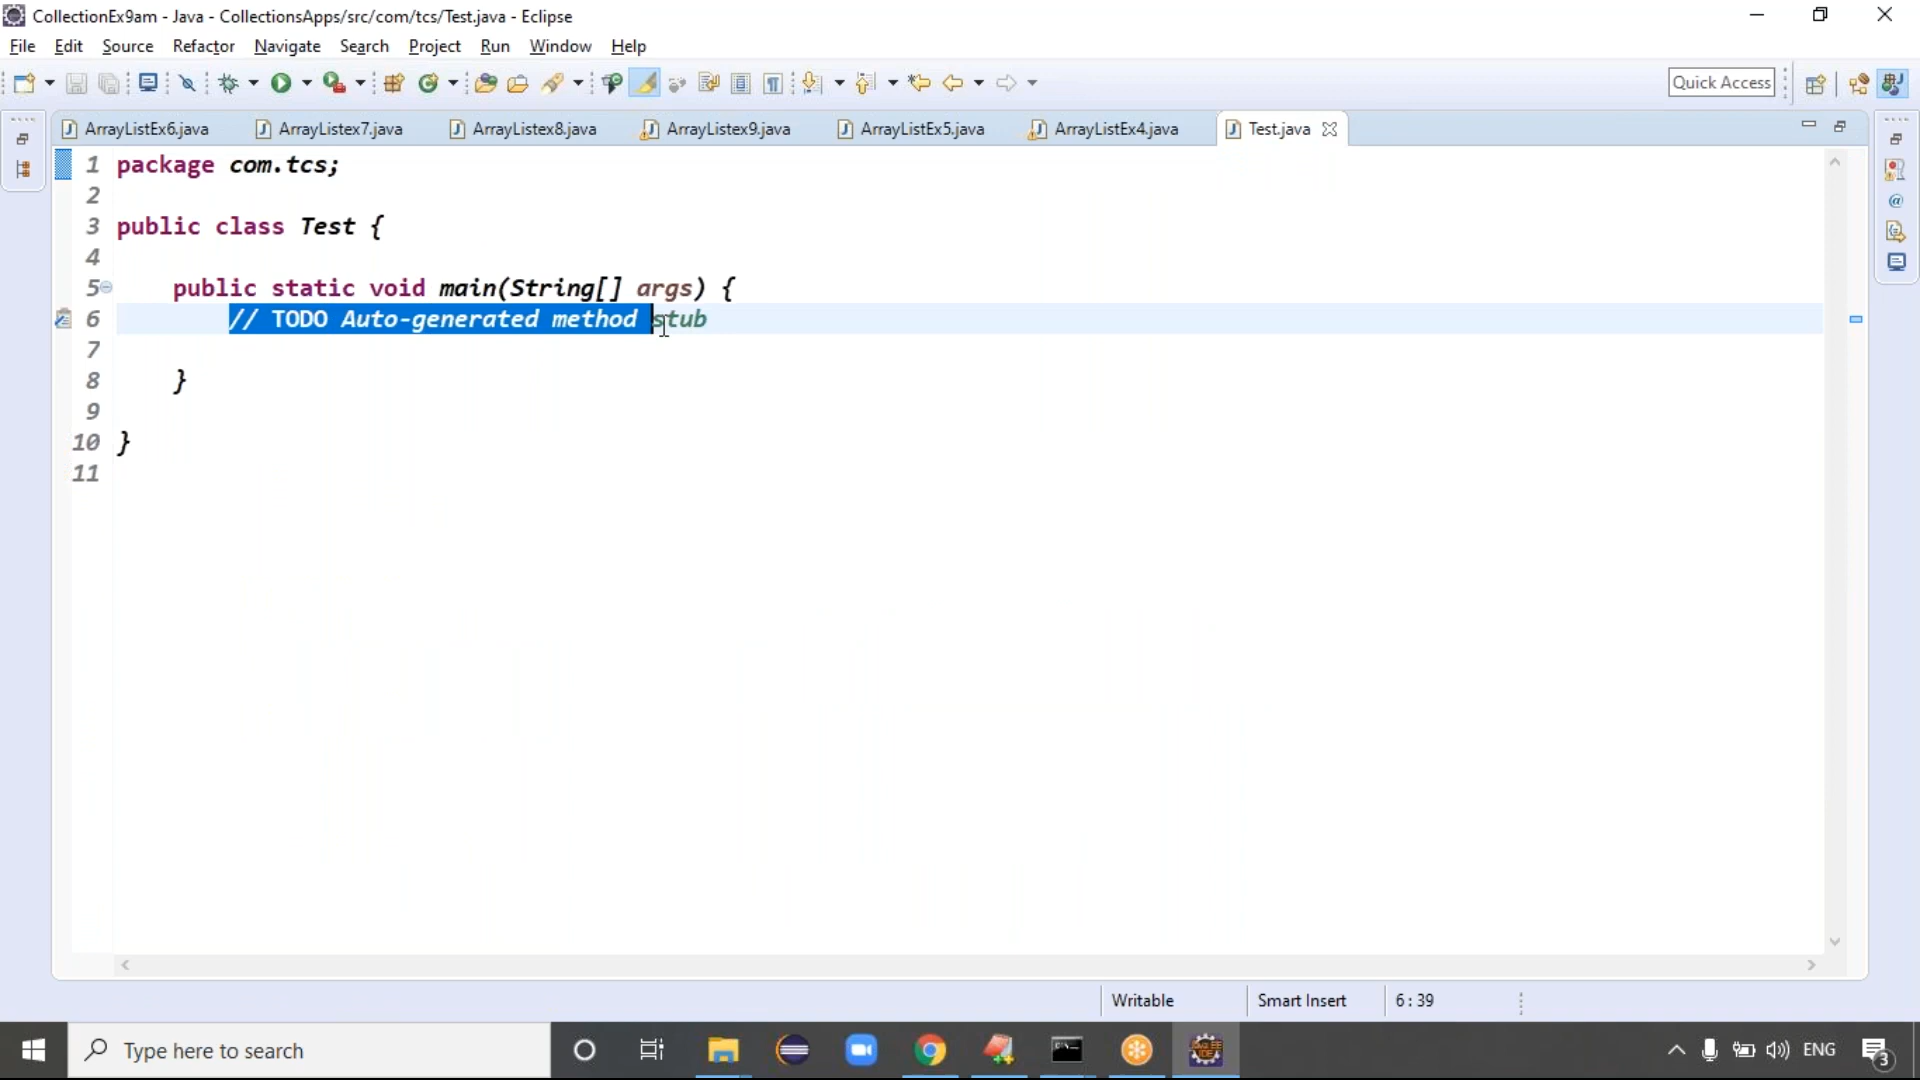 CollectionEx9am - Java - CollectionsApps/src/com/tcs/Test.java - Eclipse
File Edit Source Refactor Navigate Search Project Run Window Help
Quick Access
ArrayListEx6.java ArrayListex7.java ArrayListex8.java ArrayListex9.java ArrayListEx5.java ArrayListEx4.java Test.java
1 package com.tcs;
2
3 public class Test {
4
5 public static void main(String[] args) {
6 // TODO Auto-generated method stub
7
8 }
9
10 }
11
Writable Smart Insert 6 : 39
Type here to search ENG 3